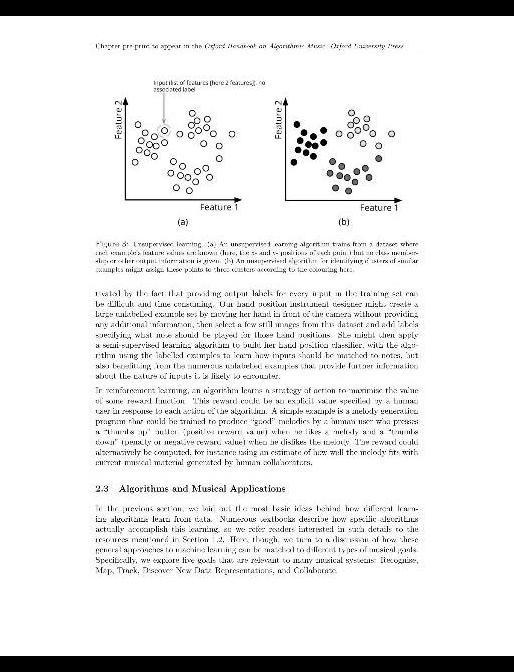 Chapter pre-print to appear in the Oxford Handbook on Algorithmic Music. Oxford University Press
Input (list of features [here 2 features]), no
associated label
Feature 2
Feature 1
(a)
Feature 2
Feature 1
(b)
Figure 3: Unsupervised learning. (a) An unsupervised learning algorithm trains from a dataset where
each example's feature values are known (here, the x and y positions of each point) but no class member-
ship or other output information is given. (b) An unsupervised algorithm for identifying clusters of similar
examples might assign these points to three clusters according to the colouring here.
tivated by the fact that providing output labels for every input in the training set can
be difficult and time consuming. Our hand position instrument designer might create a
large unlabelled example set by moving her hand in front of the camera without providing
any additional information, then select a few still images from this dataset and add labels
specifying what note should be played for those hand positions. She might then apply
a semi-supervised learning algorithm to build her hand position classifier, with the algo-
rithm using the labelled examples to learn how inputs should be matched to notes, but
also benefitting from the numerous unlabelled examples that provide further information
about the nature of inputs it is likely to encounter.
In reinforcement learning, an algorithm learns a strategy of action to maximise the value
of some reward function. This reward could be an explicit value specified by a human
user in response to each action of the algorithm. A simple example is a melody generation
program that could be trained to produce "good" melodies by a human user who presses
a "thumbs up" button (positive reward value) when he likes a melody and a "thumbs
down" (penalty or negative reward value) when he dislikes the melody. The reward could
alternatively be computed, for instance using an estimate of how well the melody fits with
current musical material generated by human collaborators.
2.3 Algorithms and Musical Applications
In the previous section, we laid out the most basic ideas behind how different learn-
ing algorithms learn from data. Numerous textbooks describe how specific algorithms
actually accomplish this learning, so we refer readers interested in such details to the
resources mentioned in Section 1.2. Here, though, we turn to a discussion of how these
general approaches to machine learning can be matched to different types of musical goals.
Specifically, we explore five goals that are relevant to many musical systems: Recognise,
Map, Track, Discover New Data Representations, and Collaborate.